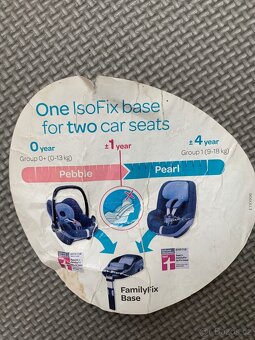 One IsoFix base
for two car seats
0 year
Group 0+ (0-13 kg)
± 1 year
± 4 year
Group 1 (9-18 kg)
Pebble
Pearl
FamilyFix
Base